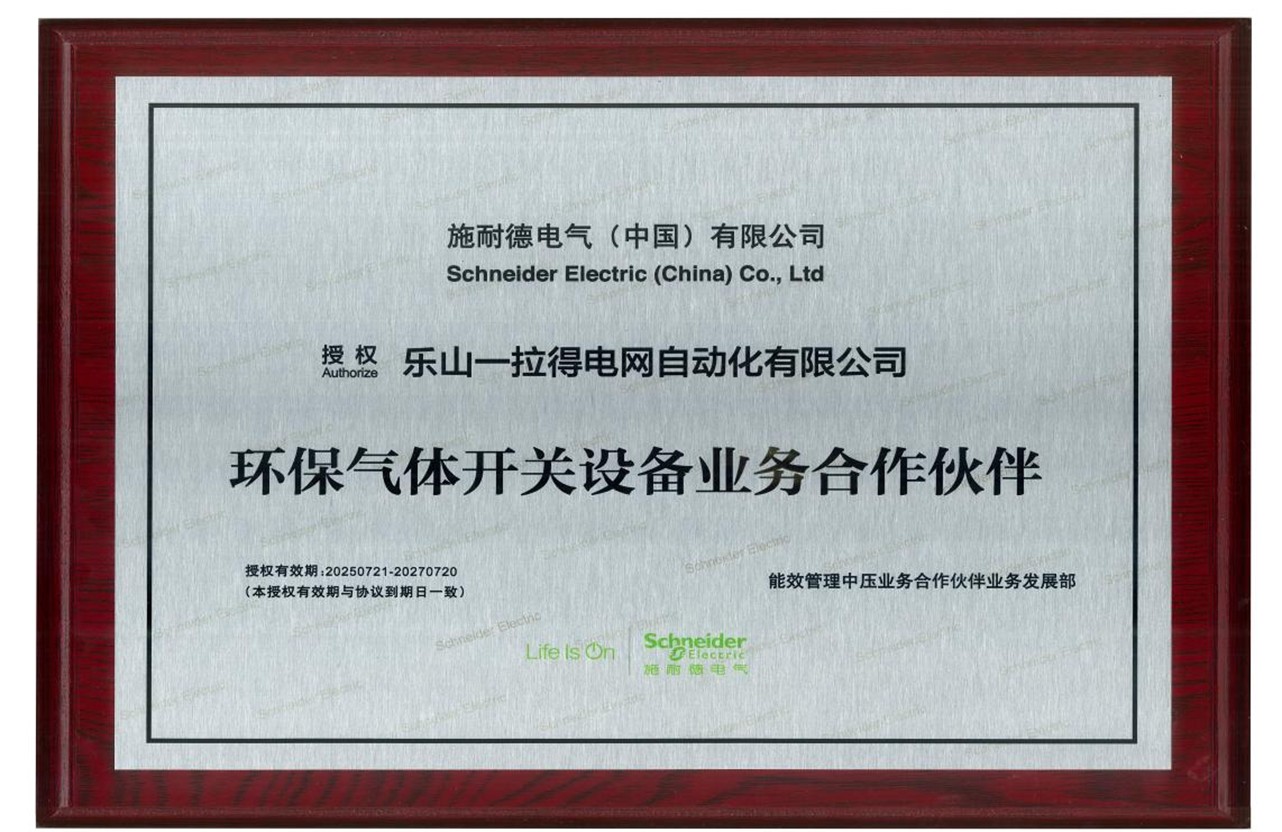 施耐德电气（中国）有限公司
Schneider Electric (China) Co., Ltd
授权 乐山一拉得电网自动化有限公司
Authorize
环保气体开关设备业务合作伙伴
授权有效期:20250721-20270720
（本授权有效期与协议到期日一致）
能效管理中压业务合作伙伴业务发展部
Life Is On
Schneider
Electric
施耐德电气